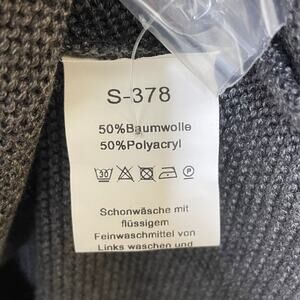 S-378
50%Baumwolle
50%Polyacryl
30 P
Schonwäsche mit
flüssigem
Feinwaschmittel von
Links waschen und